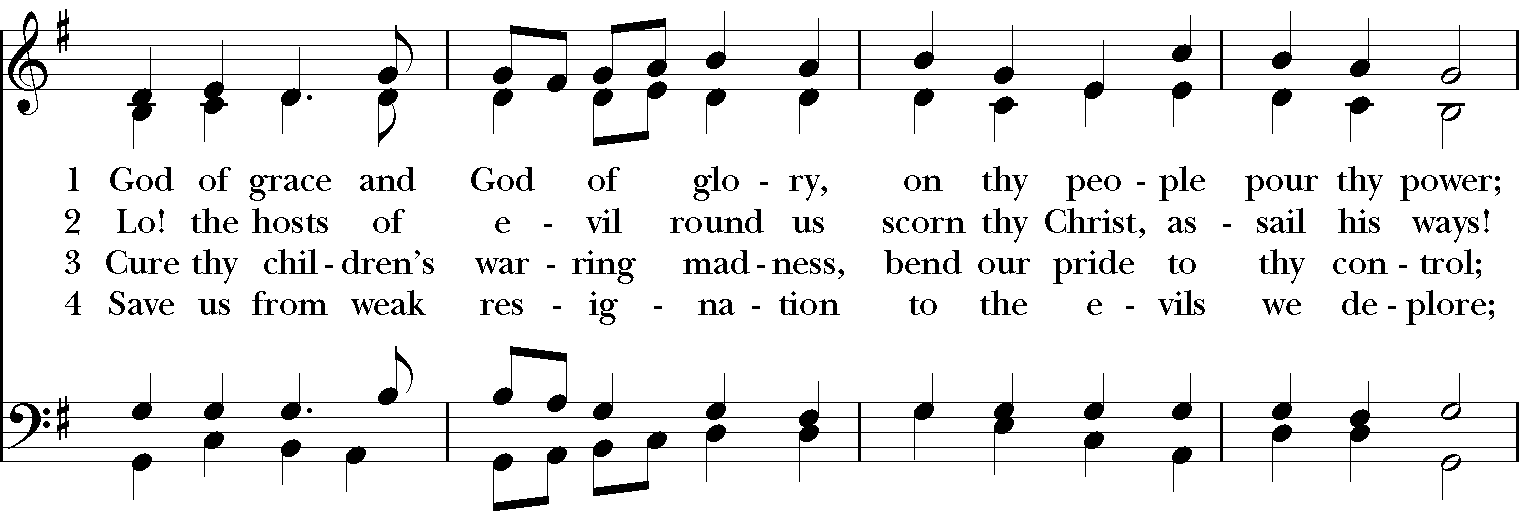 1 God of grace and God of glo - ry, on thy peo - ple pour thy power;
2 Lo! the hosts of e - vil round us scorn thy Christ, as - sail his ways!
3 Cure thy chil - dren's war - ring mad - ness, bend our pride to thy con - trol;
4 Save us from weak res - ig - na - tion to the e - vils we de - plore;